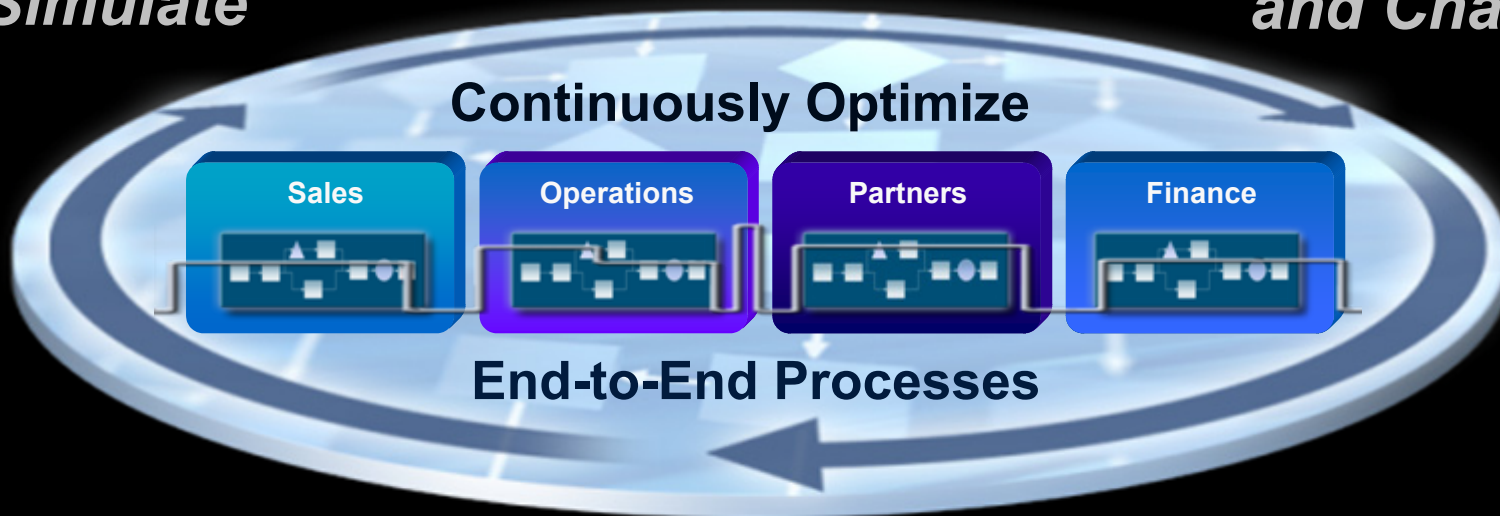 Simulate
and Cha
Continuously Optimize
Sales
Operations
Partners
Finance
End-to-End Processes